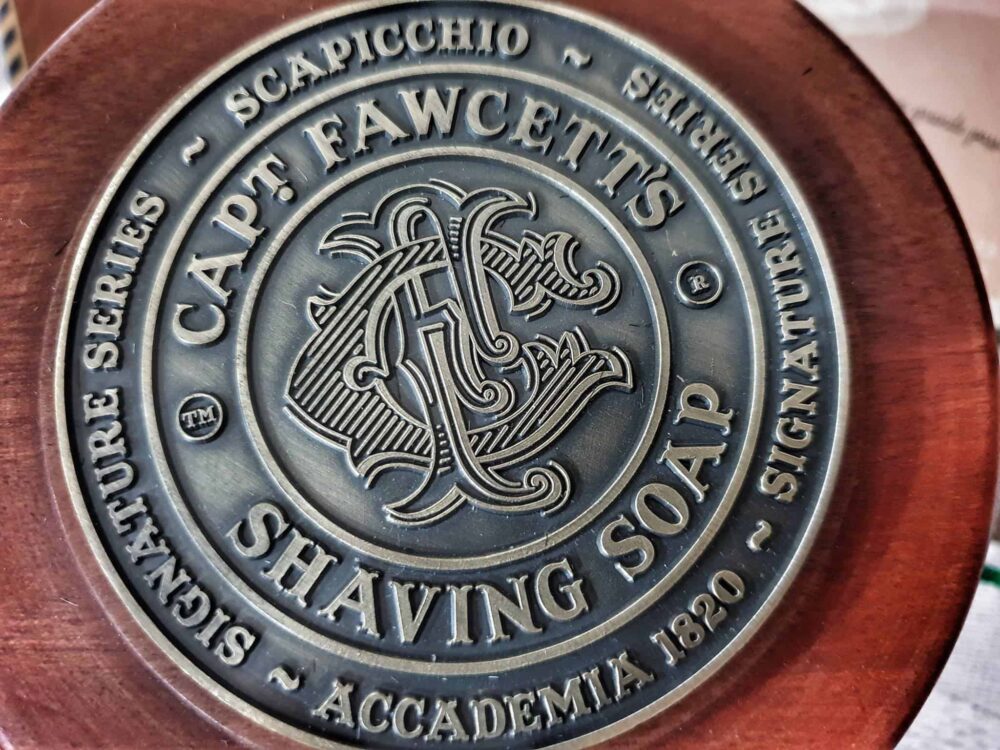 SCAPICCHIO ~ SIGNATURE SERIES ~ ACCADEMIA 1820 ~ SIGNATURE SERIES ~
CAPT. FAWCETT'S
®
SHAVING SOAP
TM